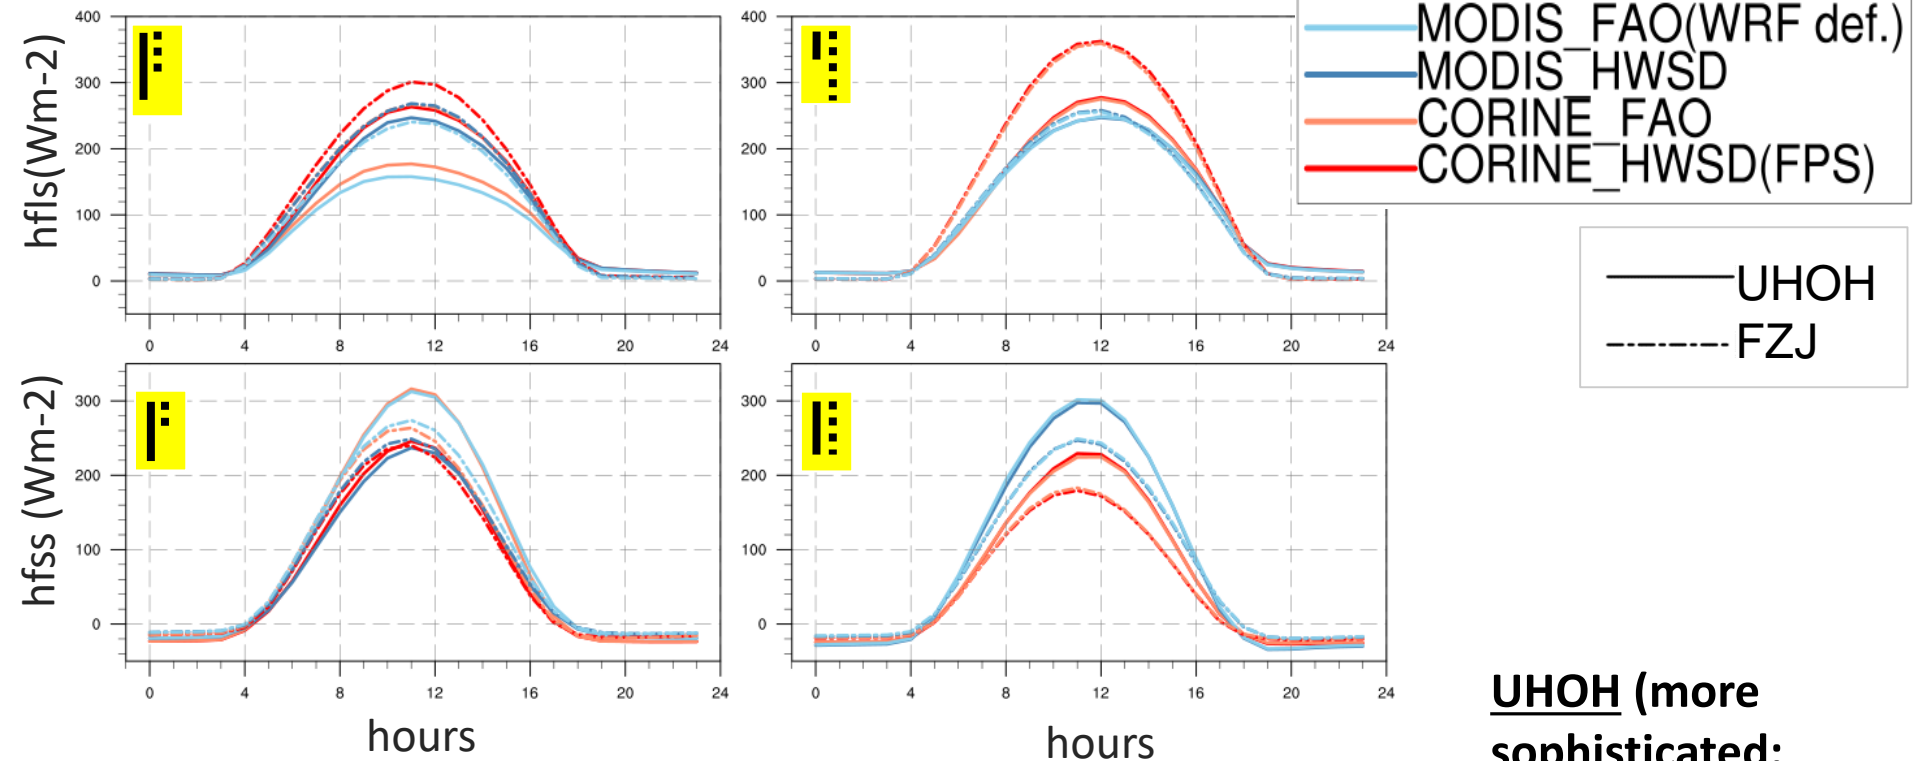 400
300
200
100
0
0 4 8 12 16 20 24
hfls(Wm-2)
400
300
200
100
0
0 4 8 12 16 20 24
MODIS_FAO(WRF def.)
MODIS_HWSD
CORINE_FAO
CORINE_HWSD(FPS)
UHOH
FZJ
300
200
100
0
0 4 8 12 16 20 24
hfss (Wm-2)
hours
300
200
100
0
0 4 8 12 16 20 24
hours
UHOH (more
sophisticated: